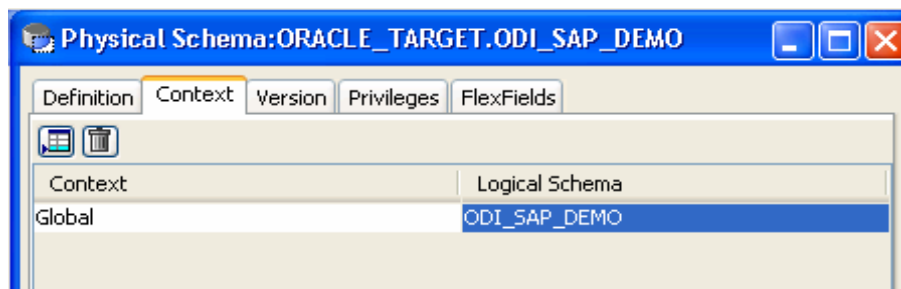 Physical Schema:ORACLE_TARGET.ODI_SAP_DEMO
Definition Context Version Privileges FlexFields
Context Logical Schema
Global ODI_SAP_DEMO